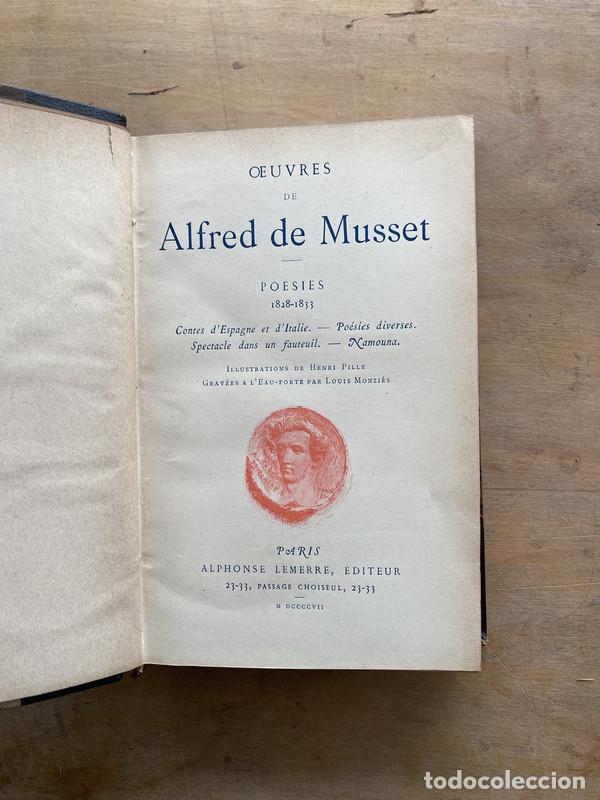 ŒUVRES
DE
Alfred de Musset
POÉSIES
1828-1833
Contes d'Espagne et d'Italie. — Poésies diverses.
Spectacle dans un fauteuil. — Namouna.
ILLUSTRATIONS DE HENRI PILLE
GRAVÉES A L'EAU-FORTE PAR LOUIS MONZIÈS
PARIS
ALPHONSE LEMERRE, EDITEUR
23-33, PASSAGE CHOISEUL, 23-33
M DCCCCVII
todocoleccion